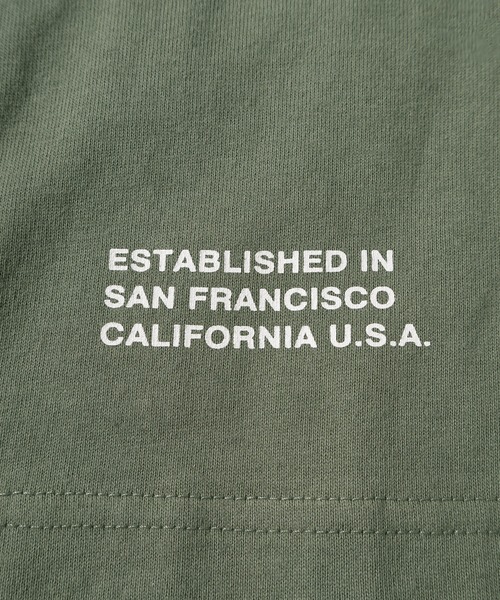 ESTABLISHED IN
SAN FRANCISCO
CALIFORNIA U.S.A.